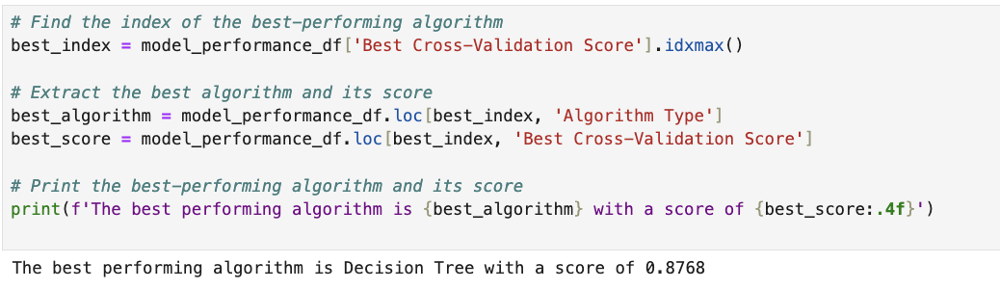 # Find the index of the best-performing algorithm
best_index = model_performance_df['Best Cross-Validation Score'].idxmax()
# Extract the best algorithm and its score
best_algorithm = model_performance_df.loc[best_index, 'Algorithm Type']
best_score = model_performance_df.loc[best_index, 'Best Cross-Validation Score']
# Print the best-performing algorithm and its score
print(f'The best performing algorithm is {best_algorithm} with a score of {best_score:.4f}')
The best performing algorithm is Decision Tree with a score of 0.8768